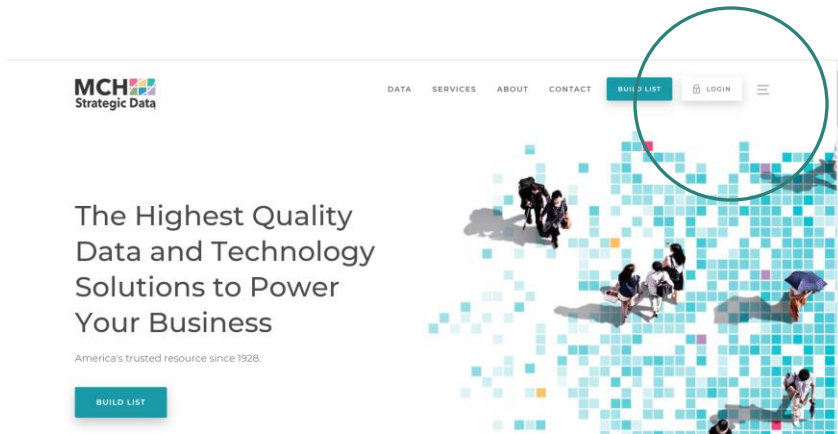 MCH
Strategic Data
DATA SERVICES ABOUT CONTACT BUILD LIST LOGIN
The Highest Quality
Data and Technology
Solutions to Power
Your Business
America's trusted resource since 1928.
BUILD LIST